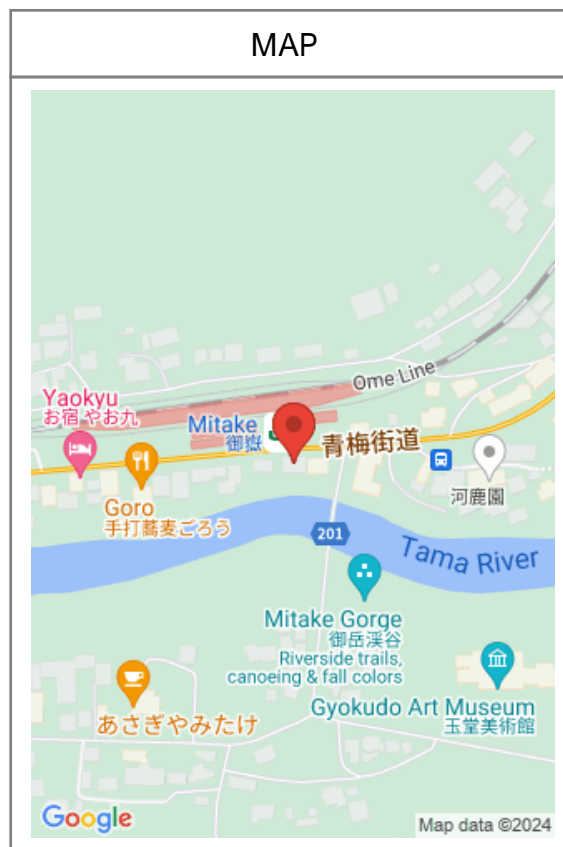 MAP
Ome Line
Yaokyu
お宿 やお九
Mitake
御嶽
青梅街道
Goro
手打蕎麦ごろう
河鹿園
201
Tama River
Mitake Gorge
御岳渓谷
Riverside trails,
canoeing & fall colors
Gyokudo Art Museum
玉堂美術館
あさぎやみたけ
Google
Map data ©2024